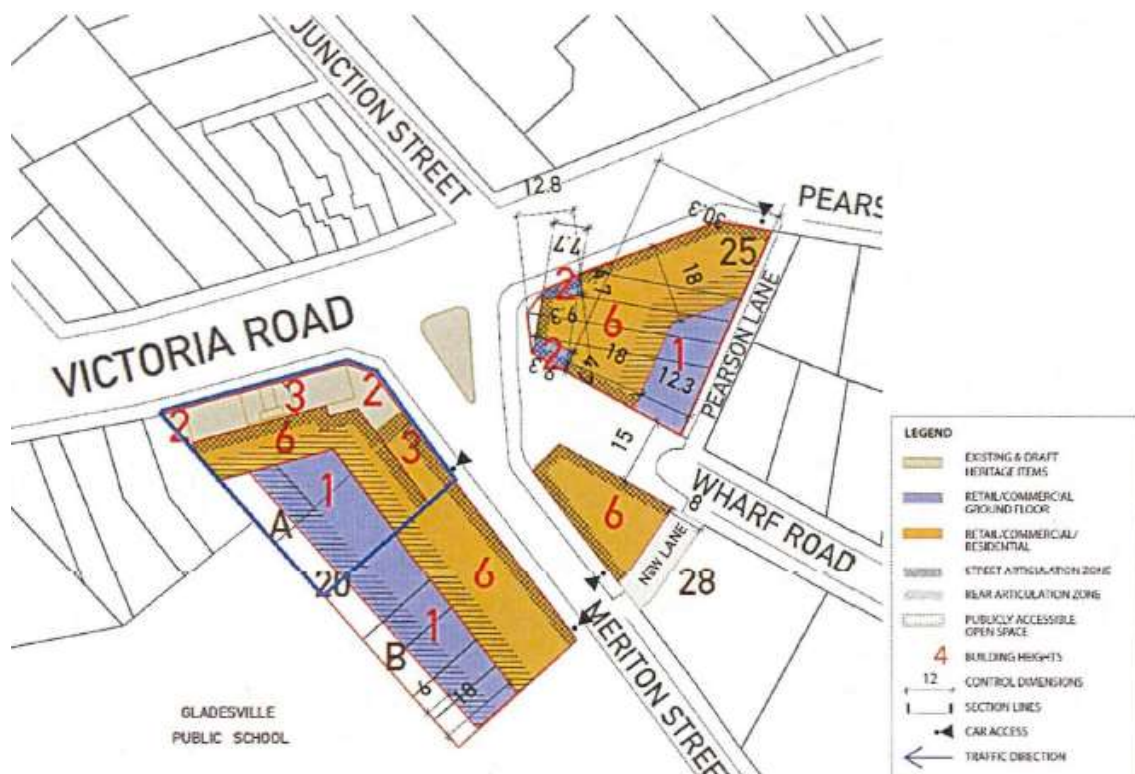 JUNCTION STREET
12.8
PEARS
30.3
7.7
25
2
4.7
18
VICTORIA ROAD
9.3
6
2
18
1
12.3
PEARSON LANE
3
2
2
6
3
15
1
A
6
8
WHARF ROAD
NEW LANE
28
20
6
1
B
6
18
MERITON STREET
GLADESVILLE
PUBLIC SCHOOL
LEGEND
EXISTING & DRAFT
HERITAGE ITEMS
RETAIL/COMMERCIAL
GROUND FLOOR
RETAIL/COMMERCIAL/
RESIDENTIAL
STREET ARTICULATION ZONE
REAR ARTICULATION ZONE
PUBLICLY ACCESSIBLE
OPEN SPACE
4 BUILDING HEIGHTS
12 CONTROL DIMENSIONS
SECTION LINES
CAR ACCESS
TRAFFIC DIRECTION